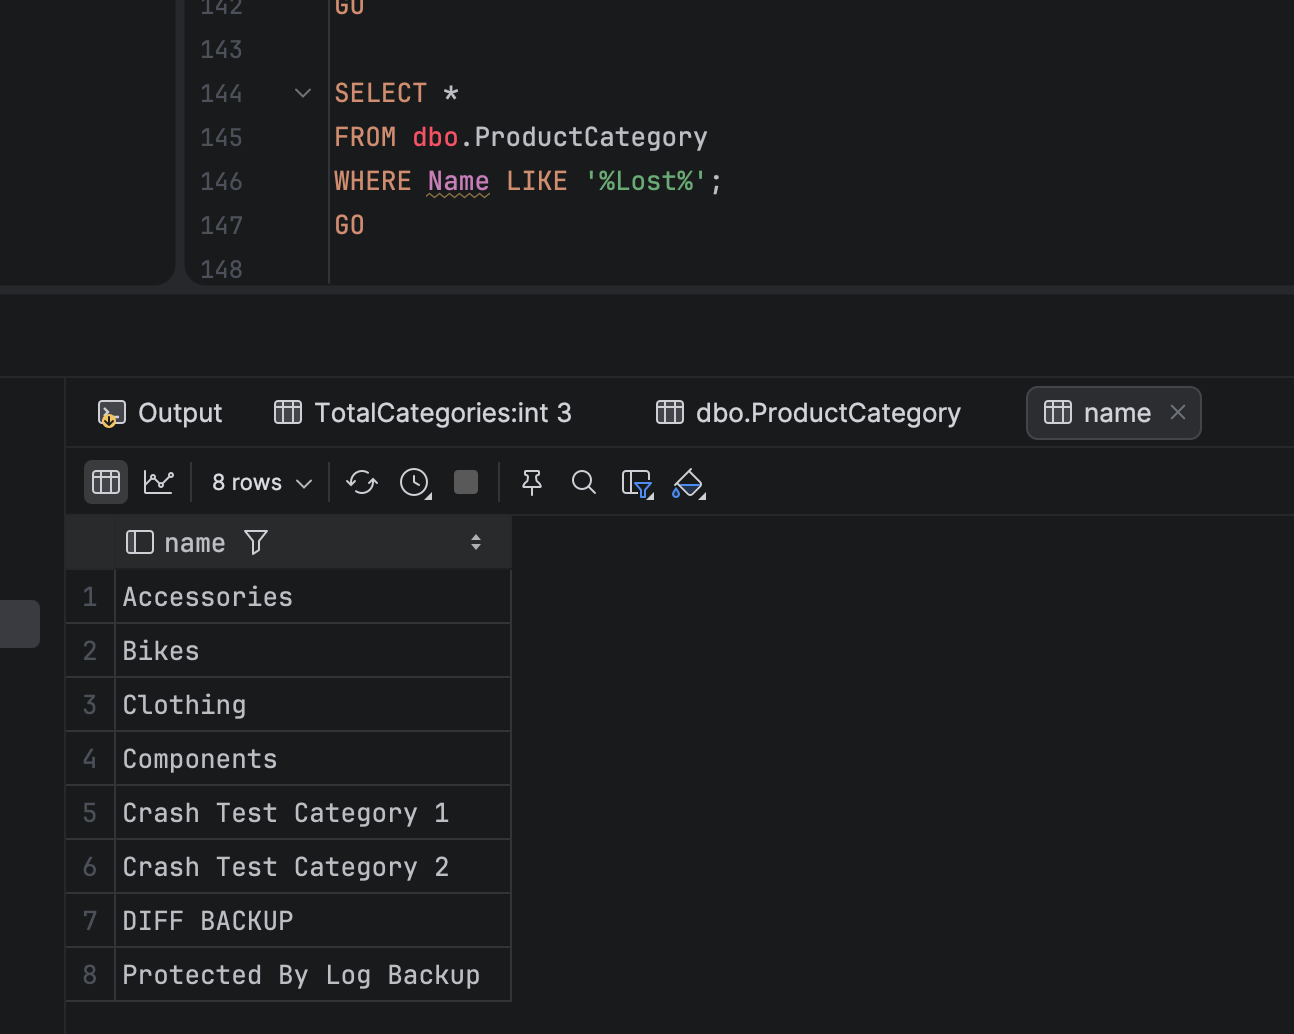 142 GO
143
144 SELECT *
145 FROM dbo.ProductCategory
146 WHERE Name LIKE '%Lost%';
147 GO
148
Output TotalCategories:int 3 dbo.ProductCategory name
8 rows
name
1 Accessories
2 Bikes
3 Clothing
4 Components
5 Crash Test Category 1
6 Crash Test Category 2
7 DIFF BACKUP
8 Protected By Log Backup